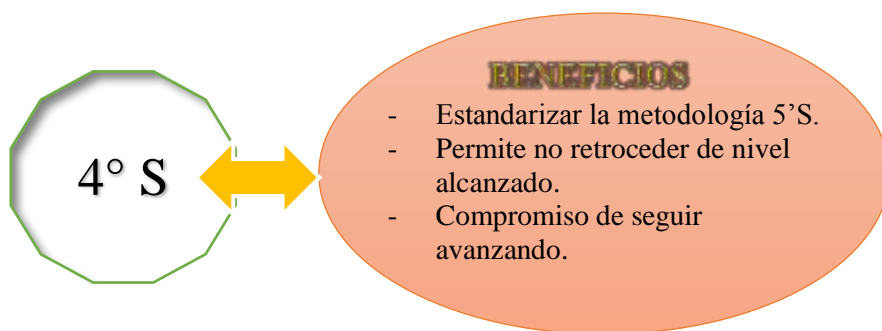 4° S
BENEFICIOS
- Estandarizar la metodología 5’S.
- Permite no retroceder de nivel
alcanzado.
- Compromiso de seguir
avanzando.